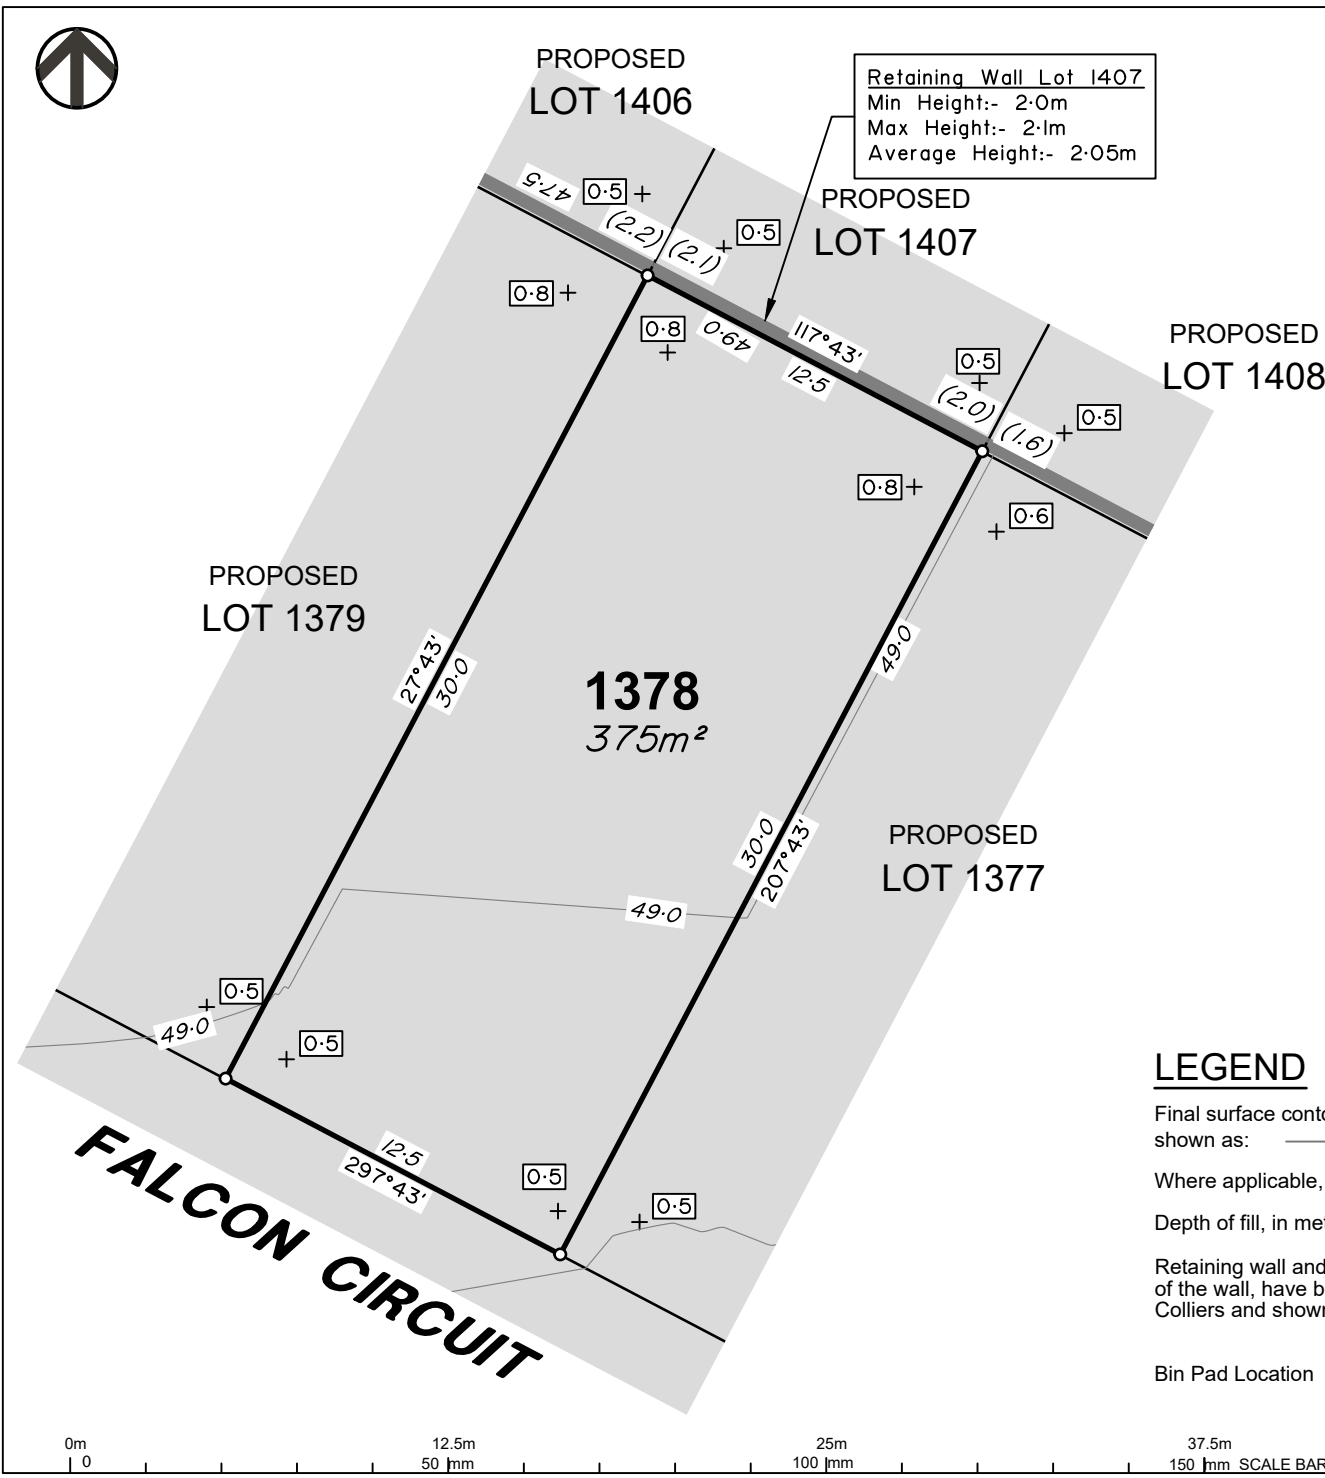 PROPOSED
LOT 1406
Retaining Wall Lot 1407
Min Height:- 2·0m
Max Height:- 2·1m
Average Height:- 2·05m
47·5
0·5
(2.2)
(2.1)
0·5
PROPOSED
LOT 1407
0·8
0·8
49·0
117°43'
12·5
0·5
(2.0)
(1.6)
0·5
PROPOSED
LOT 1408
0·8
0·6
PROPOSED
LOT 1379
27°43'
30·0
49·0
1378
375m²
30·0
207°43'
PROPOSED
LOT 1377
49·0
0·5
49·0
0·5
12·5
297°43'
0·5
0·5
FALCON CIRCUIT
LEGEND
Final surface conto
shown as:
Where applicable,
Depth of fill, in met
Retaining wall and
of the wall, have b
Colliers and shown
Bin Pad Location
0m 12.5m 25m 37.5m
0 50 mm 100 mm 150 mm SCALE BAR